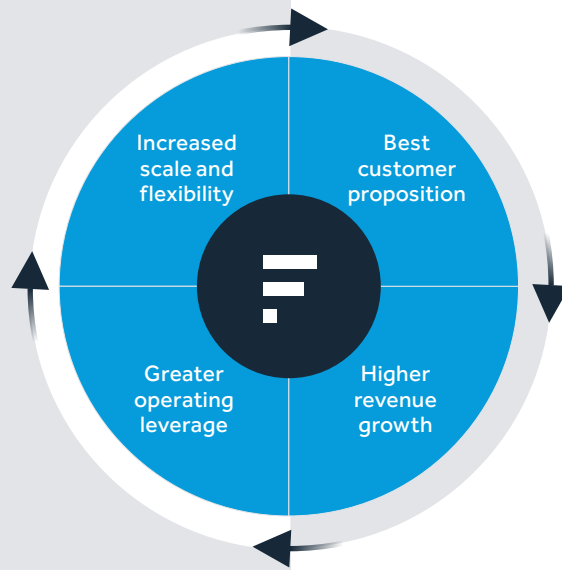 Increased
scale and
flexibility
Best
customer
proposition
Greater
operating
leverage
Higher
revenue
growth